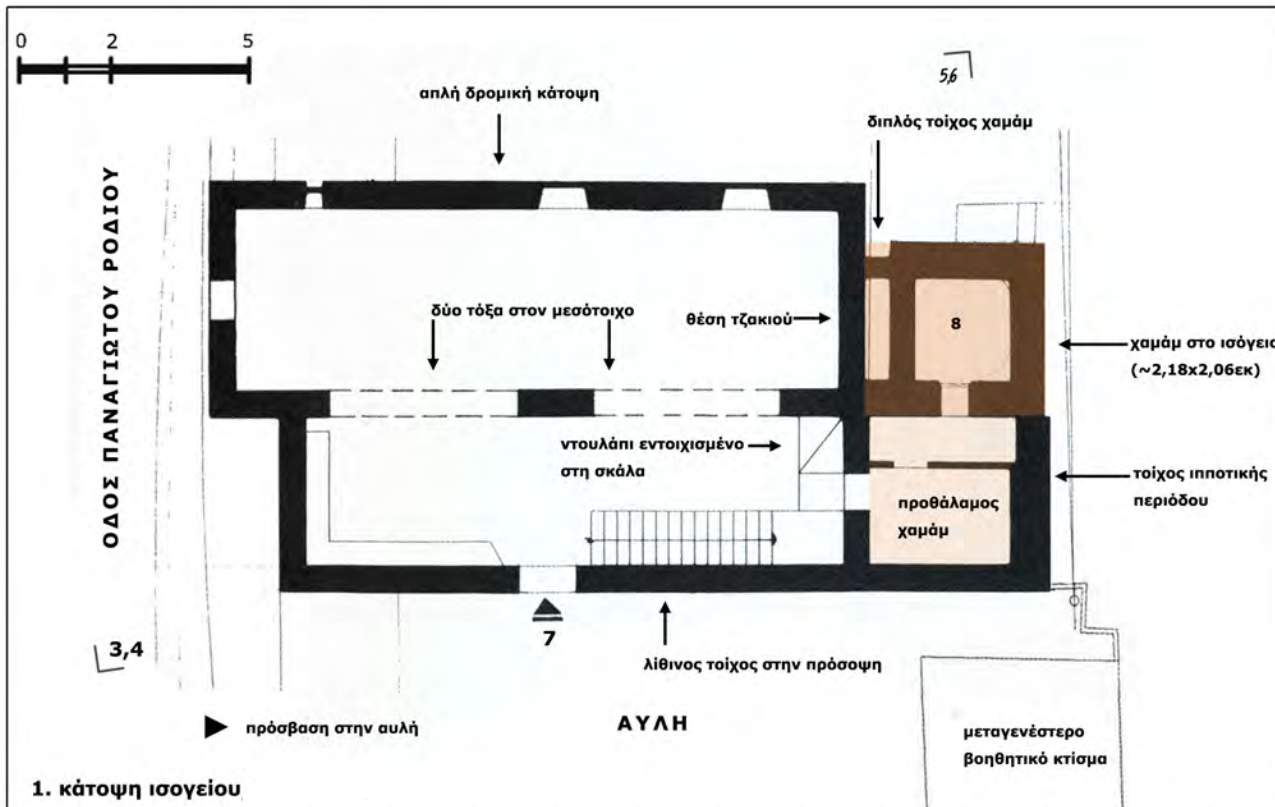 0 2 5
5,6
απλή δρομική κάτοψη
διπλός τοίχος χαμάμ
ΟΔΟΣ ΠΑΝΑΓΙΩΤΟΥ ΡΟΔΙΟΥ
δύο τόξα στον μεσότοιχο
θέση τζακιού
8
χαμάμ στο ισόγειο
(~2,18x2,06εκ)
ντουλάπι εντοιχισμένο
στη σκάλα
προθάλαμος
χαμάμ
τοίχος ιπποτικής
περιόδου
7
3,4
λίθινος τοίχος στην πρόσοψη
πρόσβαση στην αυλή
ΑΥΛΗ
μεταγενέστερο
βοηθητικό κτίσμα
1. κάτοψη ισογείου